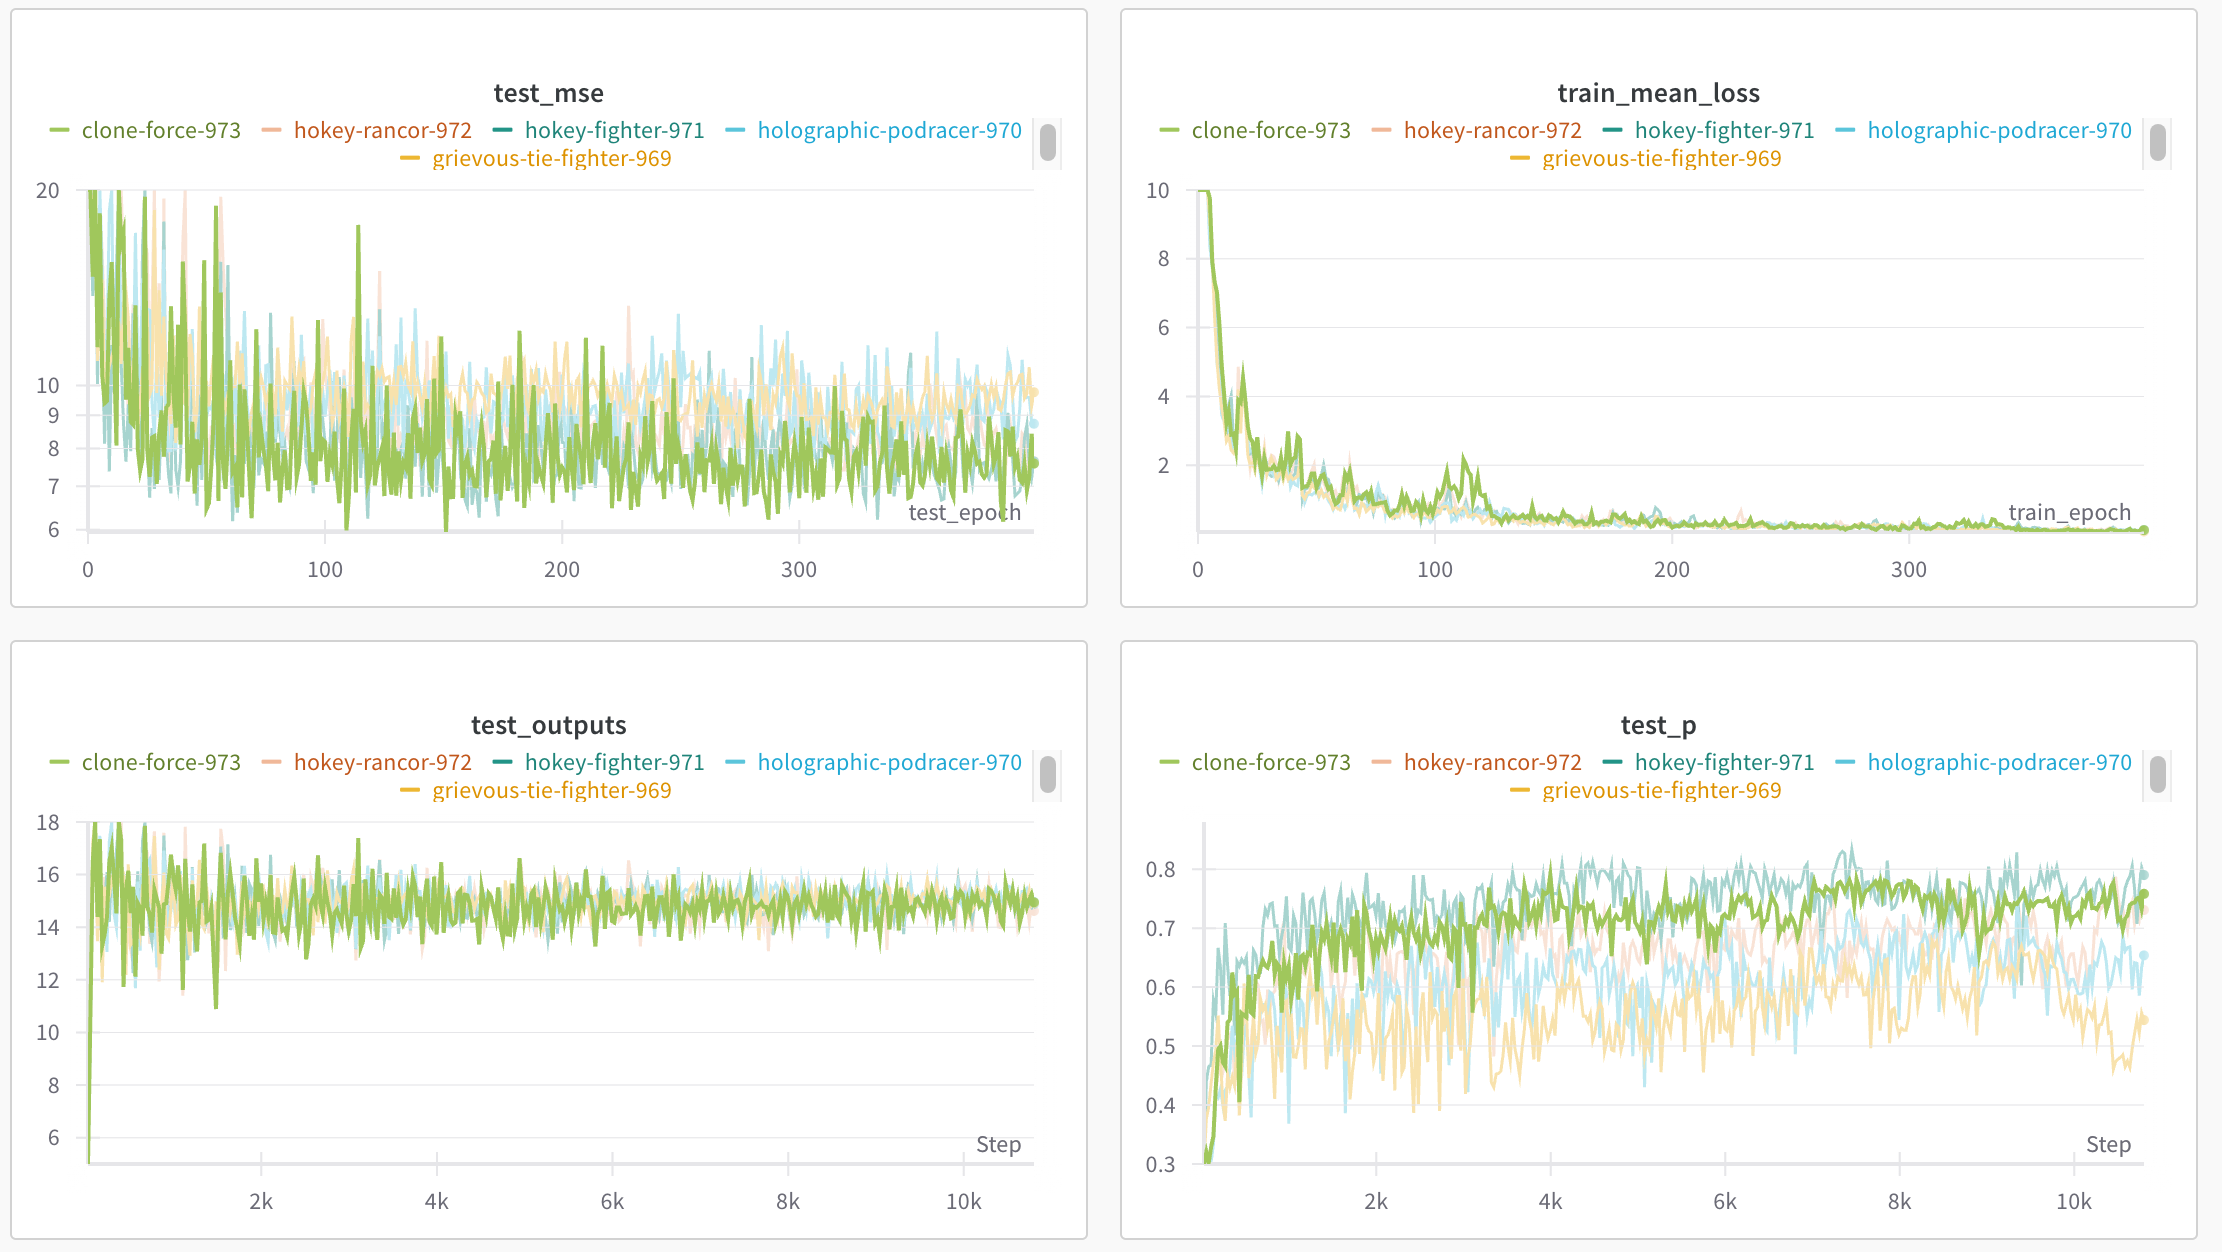 test_mse
clone-force-973 hokey-rancor-972 hokey-fighter-971 holographic-podracer-970
grievous-tie-fighter-969
20
10
9
8
7
6
test_epoch
0 100 200 300
train_mean_loss
clone-force-973 hokey-rancor-972 hokey-fighter-971 holographic-podracer-970
grievous-tie-fighter-969
10
8
6
4
2
train_epoch
0 100 200 300
test_outputs
clone-force-973 hokey-rancor-972 hokey-fighter-971 holographic-podracer-970
grievous-tie-fighter-969
18
16
14
12
10
8
6
Step
2k 4k 6k 8k 10k
test_p
clone-force-973 hokey-rancor-972 hokey-fighter-971 holographic-podracer-970
grievous-tie-fighter-969
0.8
0.7
0.6
0.5
0.4
0.3
Step
2k 4k 6k 8k 10k